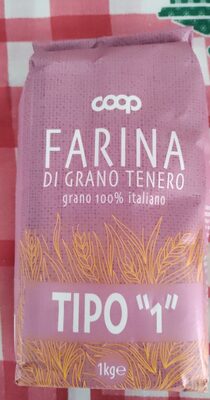 coop
FARINA
DI GRANO TENERO
grano 100% italiano
TIPO "1"
1kg℮